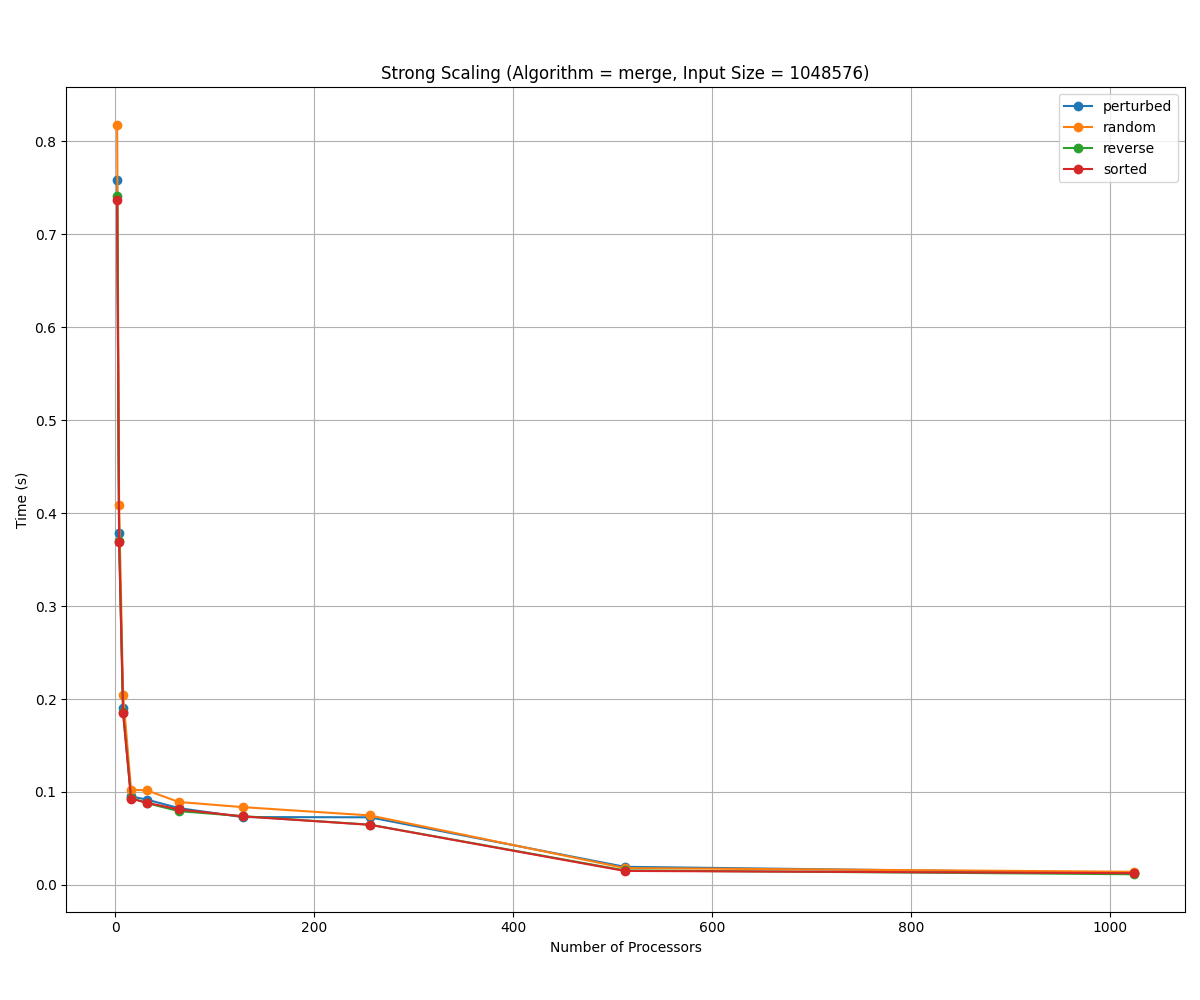 Strong Scaling (Algorithm = merge, Input Size = 1048576)
perturbed
random
reverse
sorted
Time (s)
0.8
0.7
0.6
0.5
0.4
0.3
0.2
0.1
0.0
0 200 400 600 800 1000
Number of Processors